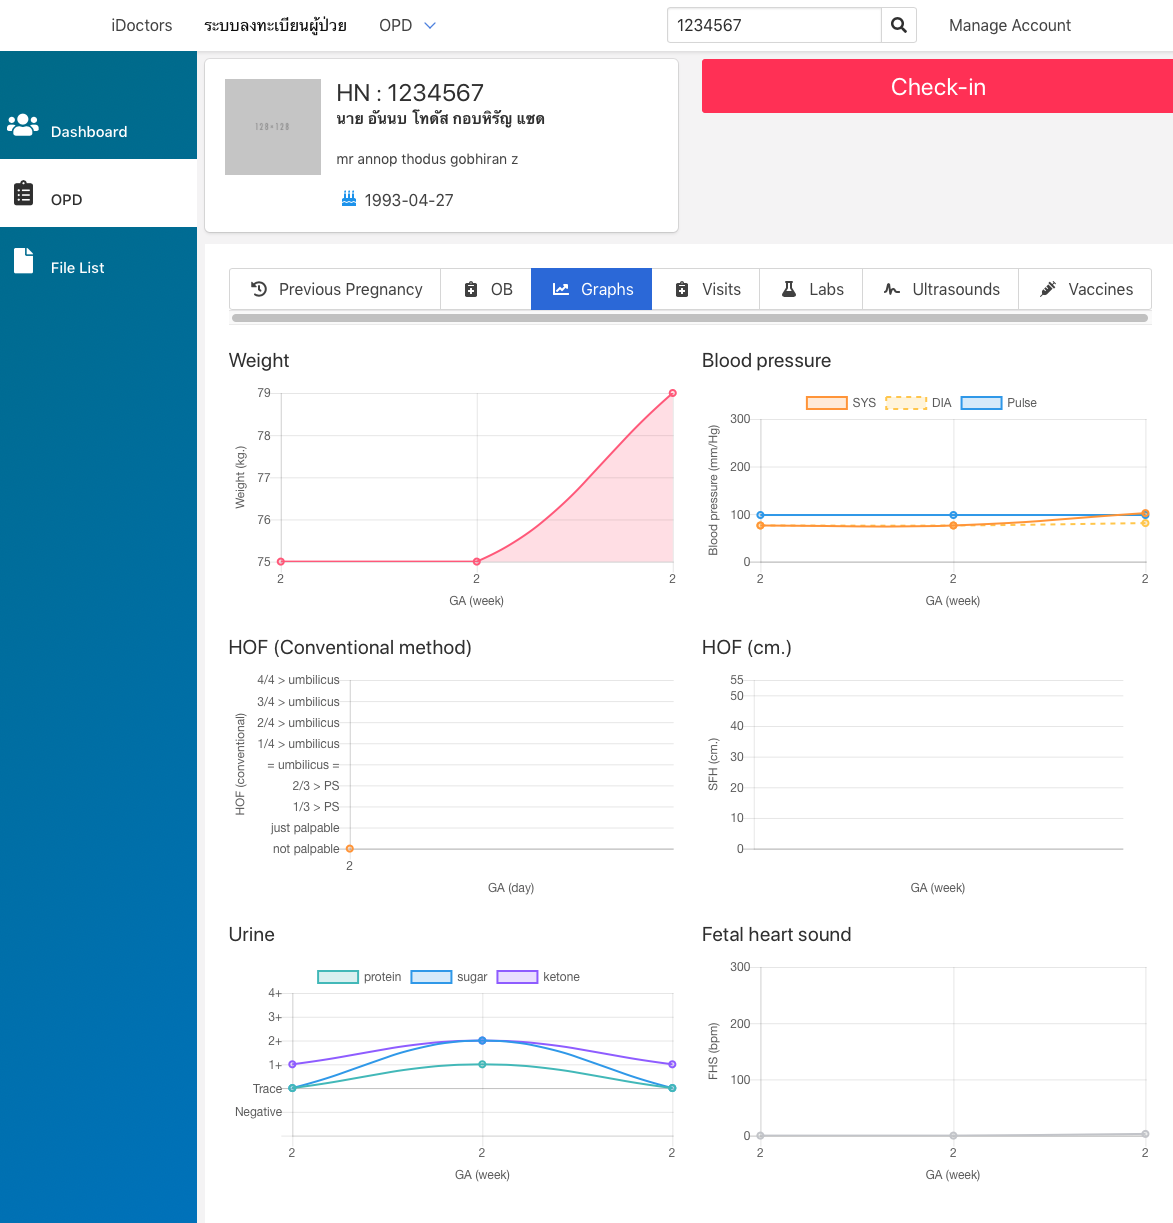 iDoctors
ระบบลงทะเบียนผู้ป่วย
OPD
1234567
Manage Account
Dashboard
OPD
File List
128×128
HN : 1234567
นาย อันนบ โทดัส กอบหิรัญ แซด
mr annop thodus gobhiran z
1993-04-27
Check-in
Previous Pregnancy
OB
Graphs
Visits
Labs
Ultrasounds
Vaccines
Weight
79
78
77
76
75
Weight (kg.)
2 2 2
GA (week)
Blood pressure
SYS DIA Pulse
300
200
100
0
Blood pressure (mm/Hg)
2 2 2
GA (week)
HOF (Conventional method)
4/4 > umbilicus
3/4 > umbilicus
2/4 > umbilicus
1/4 > umbilicus
= umbilicus =
2/3 > PS
1/3 > PS
just palpable
not palpable
HOF (conventional)
2
GA (day)
HOF (cm.)
55
50
40
30
20
10
0
SFH (cm.)
GA (week)
Urine
protein sugar ketone
4+
3+
2+
1+
Trace
Negative
2 2 2
GA (week)
Fetal heart sound
300
200
100
0
FHS (bpm)
2 2 2
GA (week)